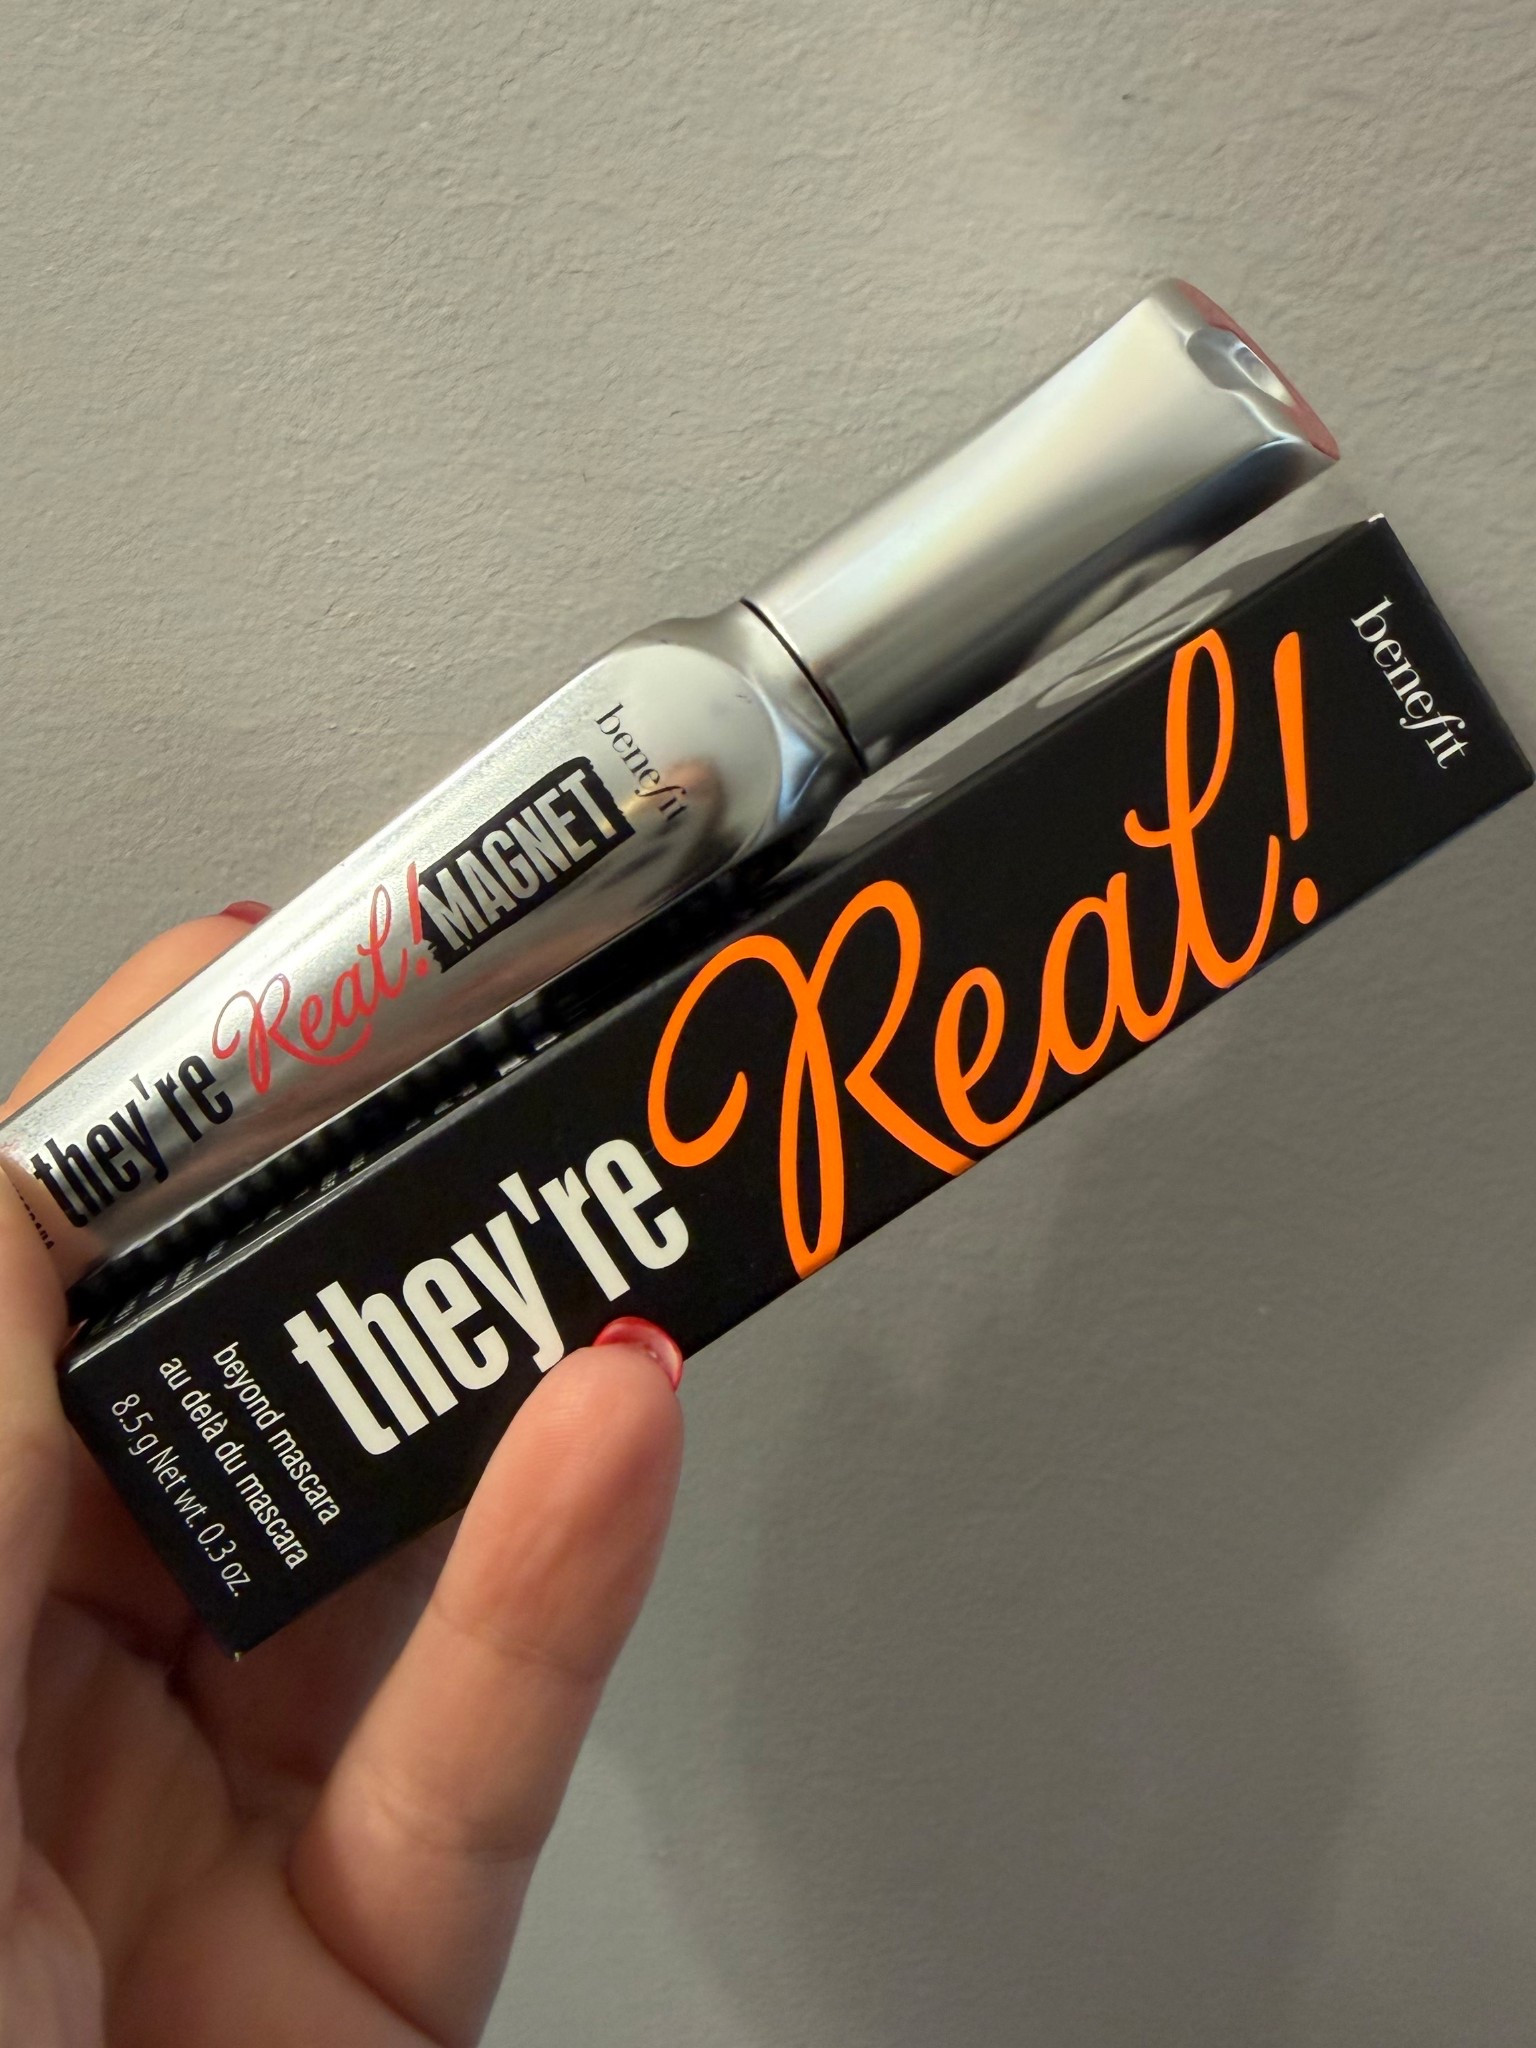 they're Real! MAGNET
benefit
they're Real!
benefit
beyond mascara
au delà du mascara
8.5 g Net wt. 0.3 oz.